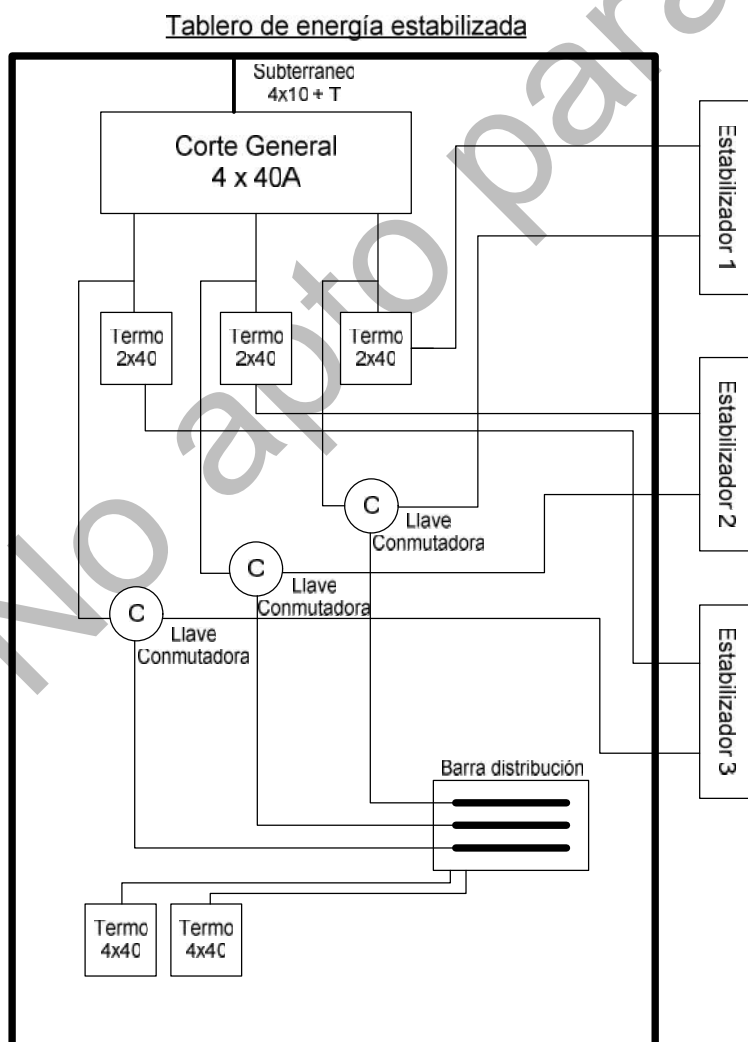 Tablero de energía estabilizada
Subterraneo
4x10 + T
Corte General
4 x 40A
Estabilizador 1
Termo
2x40
Termo
2x40
Termo
2x40
Estabilizador 2
C
Llave
Conmutadora
C
Llave
Conmutadora
C
Llave
Conmutadora
Estabilizador 3
Barra distribución
Termo
4x40
Termo
4x40
No apto para